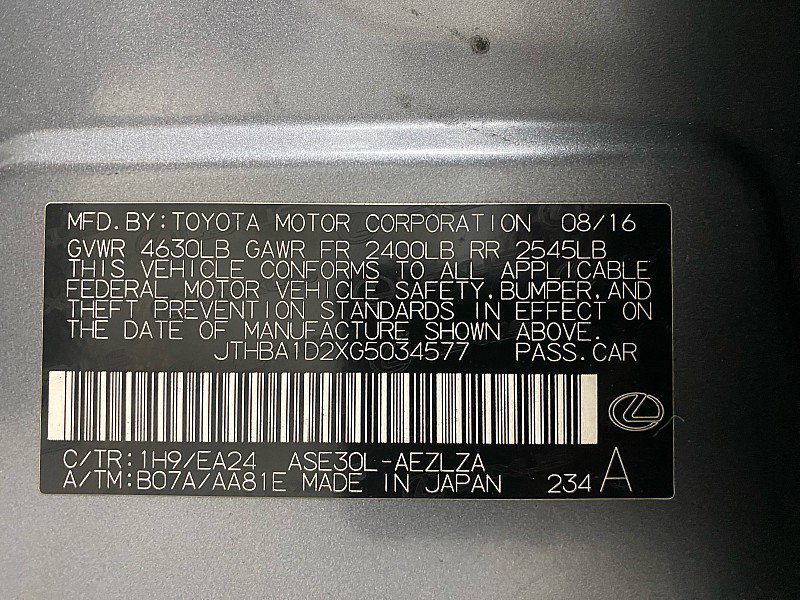 MFD.BY:TOYOTA MOTOR CORPORATION 08/16
GVWR 4630LB GAWR FR 2400LB RR 2545LB
THIS VEHICLE CONFORMS TO ALL APPLICABLE
FEDERAL MOTOR VEHICLE SAFETY,BUMPER,AND
THEFT PREVENTION STANDARDS IN EFFECT ON
THE DATE OF MANUFACTURE SHOWN ABOVE.
JTHBA1D2XG5034577 PASS.CAR
C/TR:1H9/EA24 ASE30L-AEZLZA
A/TM:B07A/AA81E MADE IN JAPAN 234 A